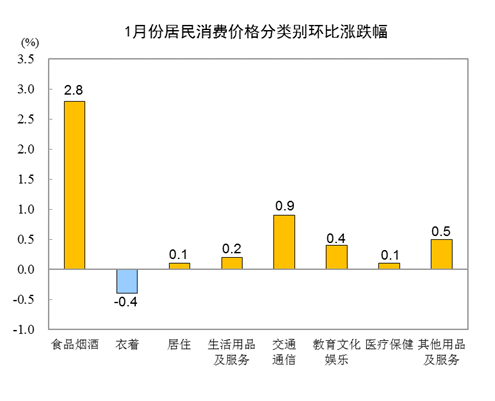 1月份居民消费价格分类别环比涨跌幅
(%)
3.5
3.0
2.5
2.0
1.5
1.0
0.5
0.0
-0.5
-1.0
2.8
-0.4
0.1
0.2
0.9
0.4
0.1
0.5
食品烟酒
衣着
居住
生活用品
及服务
交通
通信
教育文化
娱乐
医疗保健
其他用品
及服务